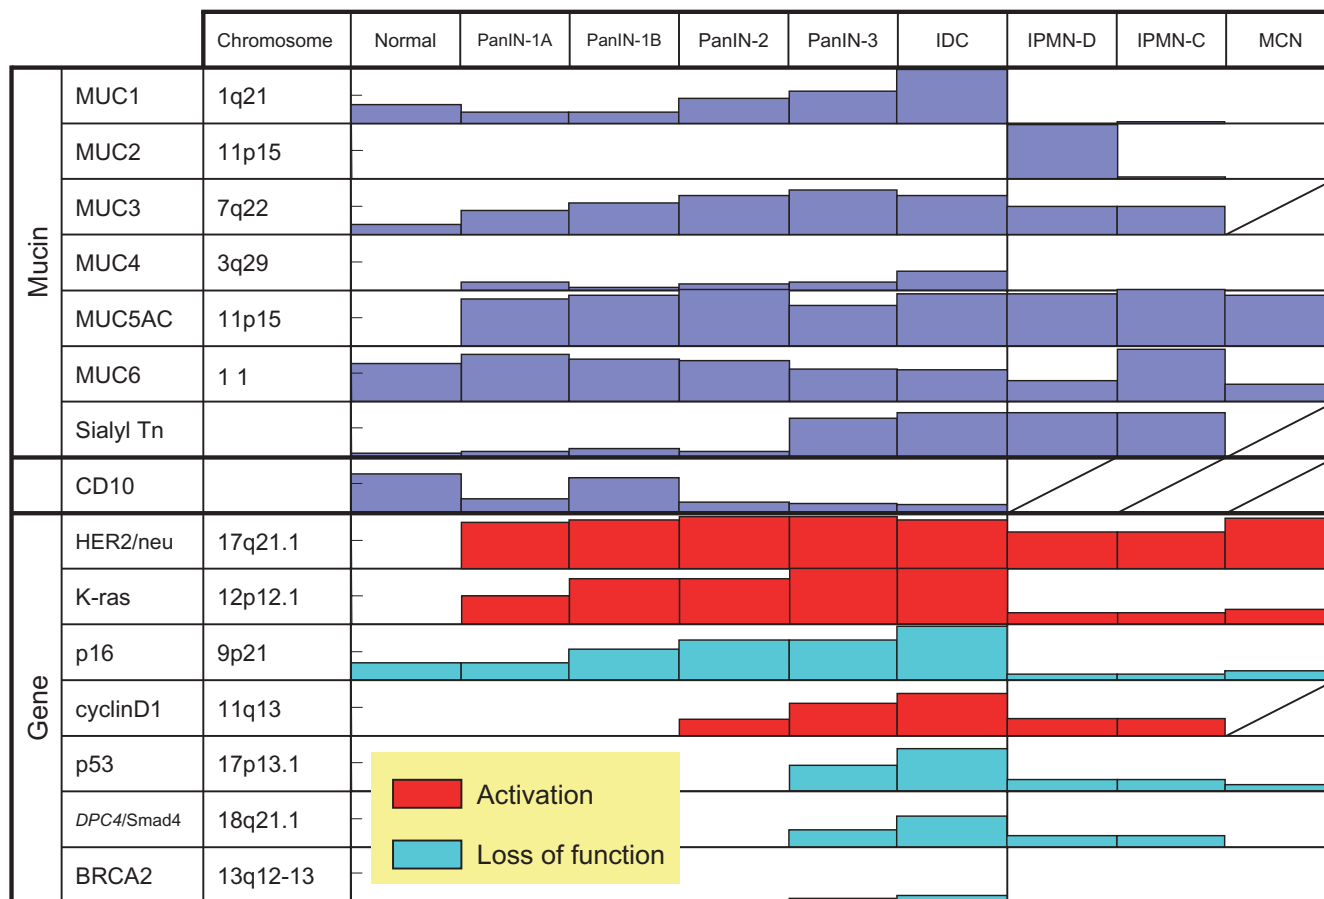 Chromosome Normal PanIN-1A PanIN-1B PanIN-2 PanIN-3 IDC IPMN-D IPMN-C MCN
Mucin
MUC1 1q21
MUC2 11p15
MUC3 7q22
MUC4 3q29
MUC5AC 11p15
MUC6 1 1
Sialyl Tn
CD10
Gene
HER2/neu 17q21.1
K-ras 12p12.1
p16 9p21
cyclinD1 11q13
p53 17p13.1
DPC4/Smad4 18q21.1
BRCA2 13q12-13
Activation
Loss of function